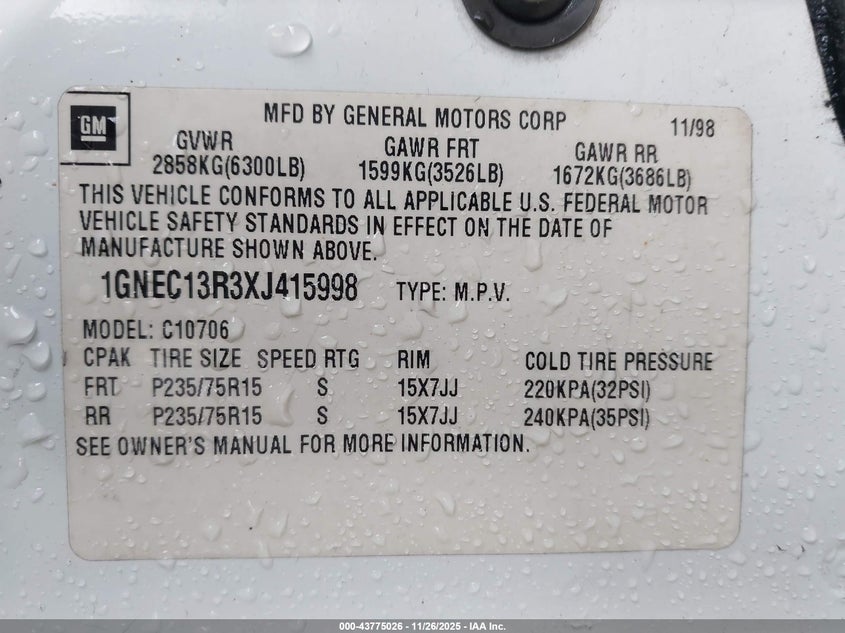 GM
MFD BY GENERAL MOTORS CORP 11/98
GVWR GAWR FRT GAWR RR
2858KG(6300LB) 1599KG(3526LB) 1672KG(3686LB)
THIS VEHICLE CONFORMS TO ALL APPLICABLE U.S. FEDERAL MOTOR
VEHICLE SAFETY STANDARDS IN EFFECT ON THE DATE OF
MANUFACTURE SHOWN ABOVE.
1GNEC13R3XJ415998 TYPE: M.P.V.
MODEL: C10706
CPAK TIRE SIZE SPEED RTG RIM COLD TIRE PRESSURE
FRT P235/75R15 S 15X7JJ 220KPA(32PSI)
RR P235/75R15 S 15X7JJ 240KPA(35PSI)
SEE OWNER'S MANUAL FOR MORE INFORMATION.
000-43775026 - 11/26/2025 - IAA Inc.